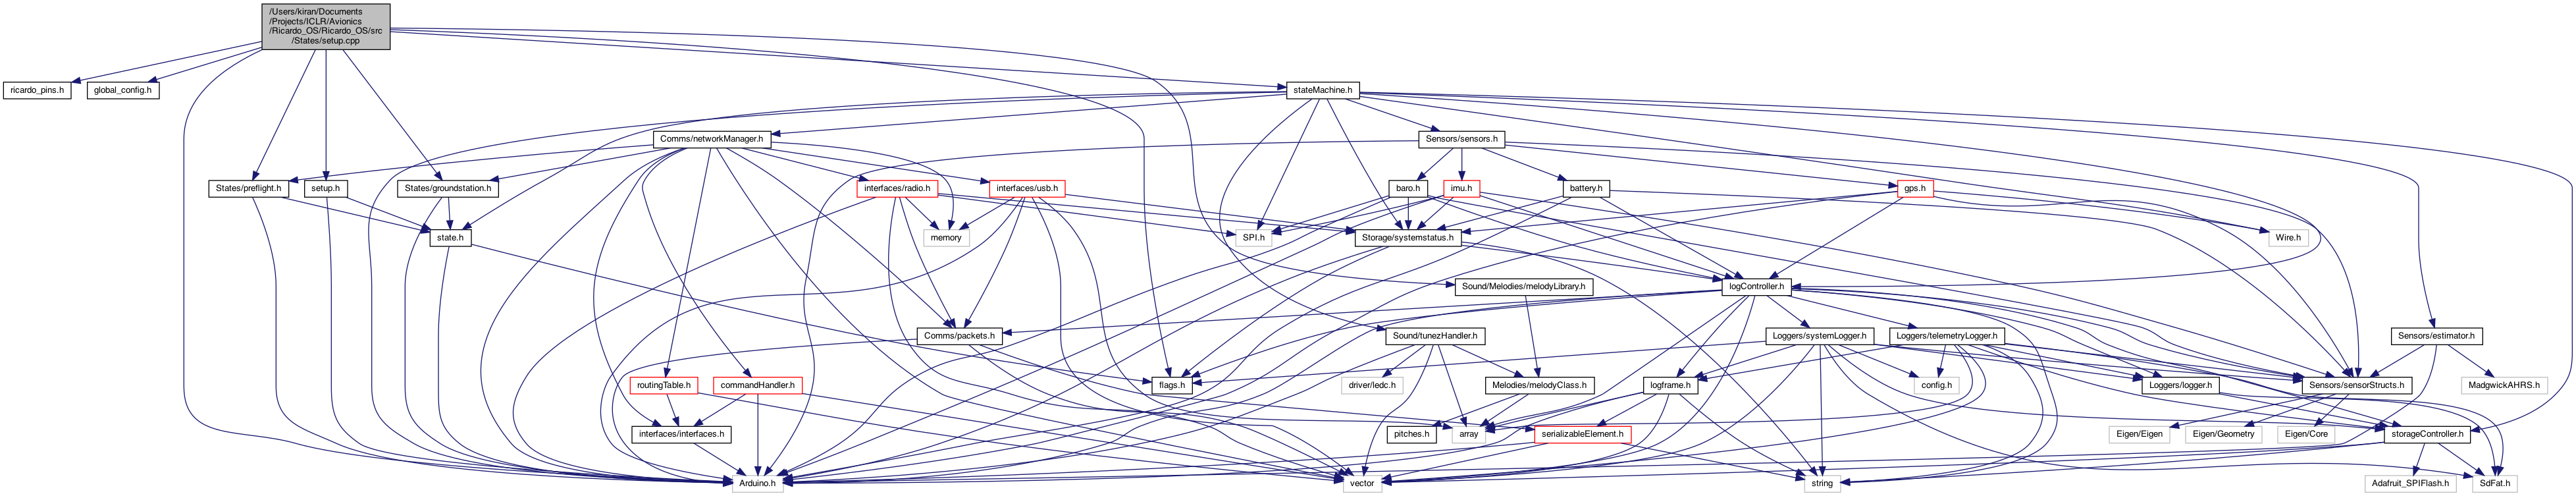 /Users/kiran/Documents
/Projects/ICLR/Avionics
/Ricardo_OS/Ricardo_OS/src
/States/setup.cpp
ricardo_pins.h
global_config.h
stateMachine.h
Comms/networkManager.h
Sensors/sensors.h
States/preflight.h
setup.h
States/groundstation.h
interfaces/radio.h
interfaces/usb.h
baro.h
imu.h
battery.h
gps.h
state.h
memory
SPI.h
Storage/systemstatus.h
Wire.h
Sound/Melodies/melodyLibrary.h
logController.h
Comms/packets.h
Sound/tunezHandler.h
Loggers/systemLogger.h
Loggers/telemetryLogger.h
Sensors/estimator.h
routingTable.h
commandHandler.h
flags.h
driver/ledc.h
Melodies/melodyClass.h
logframe.h
config.h
Loggers/logger.h
Sensors/sensorStructs.h
MadgwickAHRS.h
interfaces/interfaces.h
pitches.h
array
serializableElement.h
Eigen/Eigen
Eigen/Geometry
Eigen/Core
storageController.h
Arduino.h
vector
string
Adafruit_SPIFlash.h
SdFat.h